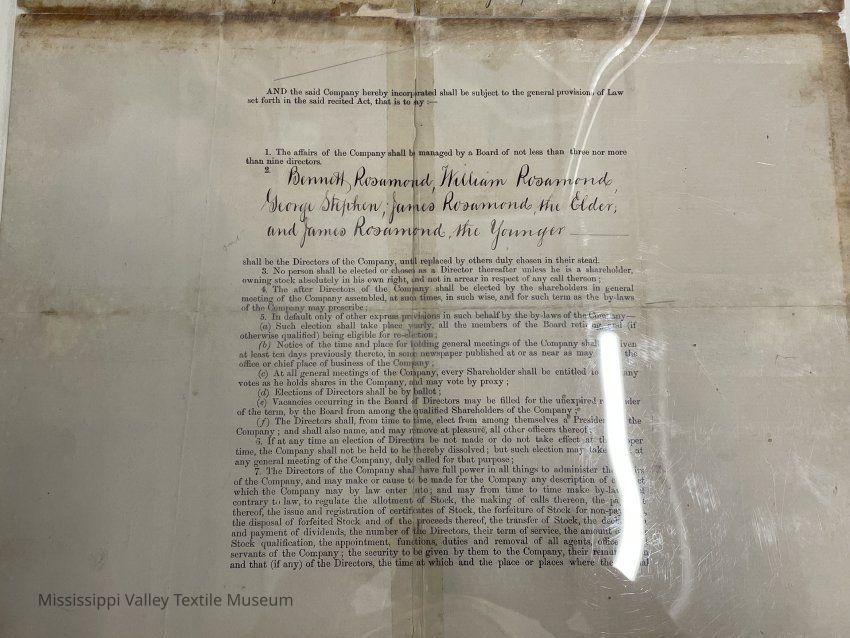 AND the said Company hereby incorporated shall be subject to the general provisions of Law
set forth in the said recited Act, that is to say :—
1. The affairs of the Company shall be managed by a Board of not less than three nor more
than nine directors.
2.
Bennett Rosamond, William Rosamond,
George Stephen, James Rosamond, the Elder,
and James Rosamond, the Younger
shall be the Directors of the Company, until replaced by others duly chosen in their stead.
3. No person shall be elected or chosen as a Director thereafter unless he is a shareholder,
owning stock absolutely in his own right, and not in arrear in respect of any call thereon ;
4. The after Directors of the Company shall be elected by the shareholders in general
meeting of the Company assembled, at such times, in such wise, and for such term as the by-laws
of the Company may prescribe ;
5. In default only of other express provisions in such behalf by the by-laws of the Company—
(a) Such election shall take place yearly, all the members of the Board retiring and (if
otherwise qualified) being eligible for re-election ;
(b) Notice of the time and place for holding general meetings of the Company shall given
at least ten days previously thereto, in some newspaper published at or as near as may the
office or chief place of business of the Company ;
(c) At all general meetings of the Company, every Shareholder shall be entitled to any
votes as he holds shares in the Company, and may vote by proxy ;
(d) Elections of Directors shall be by ballot ;
(e) Vacancies occurring in the Board of Directors may be filled for the unexpired
of the term, by the Board from among the qualified Shareholders of the Company ;
(f) The Directors shall, from time to time, elect from among themselves a President the
Company ; and shall also name, and may remove at pleasure, all other officers thereof ;
6. If at any time an election of Directors be not made or do not take effect at the
time, the Company shall not be held to be thereby dissolved ; but such election may take at
any general meeting of the Company, duly called for that purpose ;
7. The Directors of the Company shall have full power in all things to administer the
of the Company, and may make or cause to be made for the Company any description of
which the Company may by law enter into ; and may from time to time make by-laws
contrary to law, to regulate the allotment of Stock, the making of calls thereon, the
thereof, the issue and registration of certificates of Stock, the forfeiture of Stock for
the disposal of forfeited Stock and of the proceeds thereof, the transfer of Stock, the
and payment of dividends, the number of the Directors, their term of service, the amount
Stock qualification, the appointment, functions, duties and removal of all agents,
servants of the Company ; the security to be given by them to the Company, their
and that (if any) of the Directors, the time at which and the place or places where the
Mississippi Valley Textile Museum